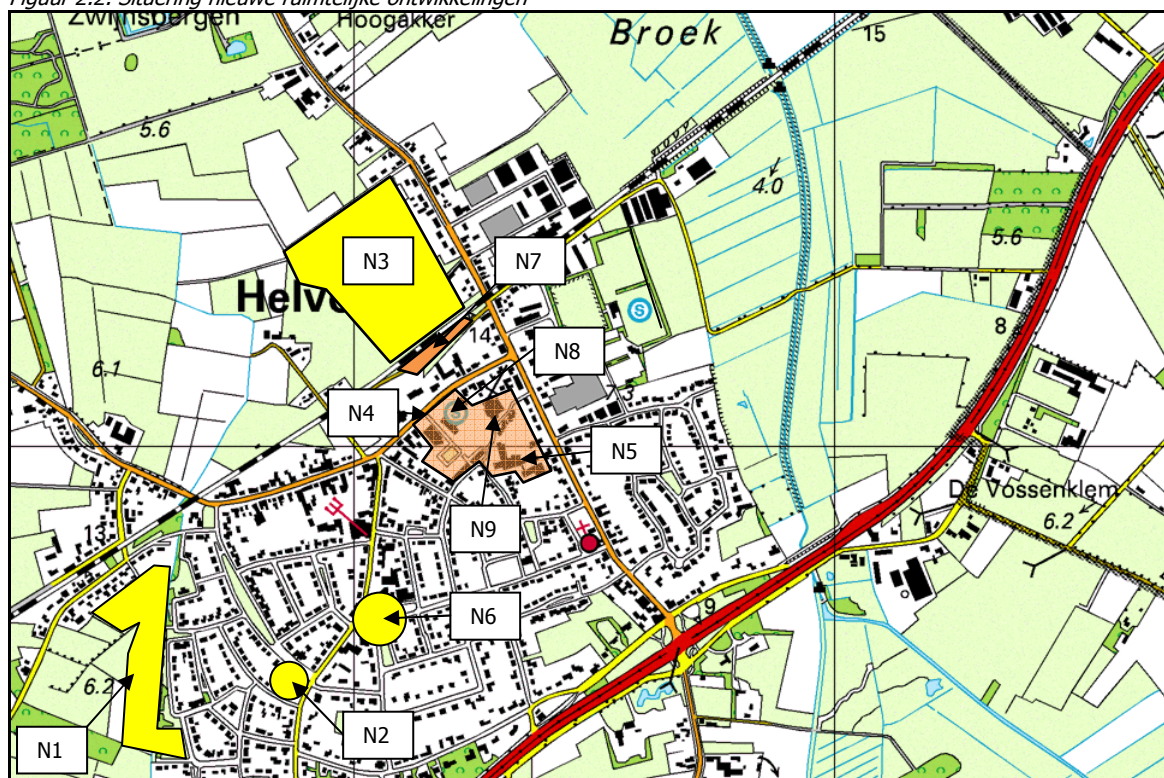 Figuur 2.2: Situering nieuwe ruimtelijke ontwikkelingen
Zwijnsbergen
Hoogakker
Broek
15
5.6
4.0
N3
N7
5.6
Helvo
S
8
14
N8
6.1
N4
S
N5
De Vossenklem
6.2
N9
13
N6
9
6.2
N1
N2